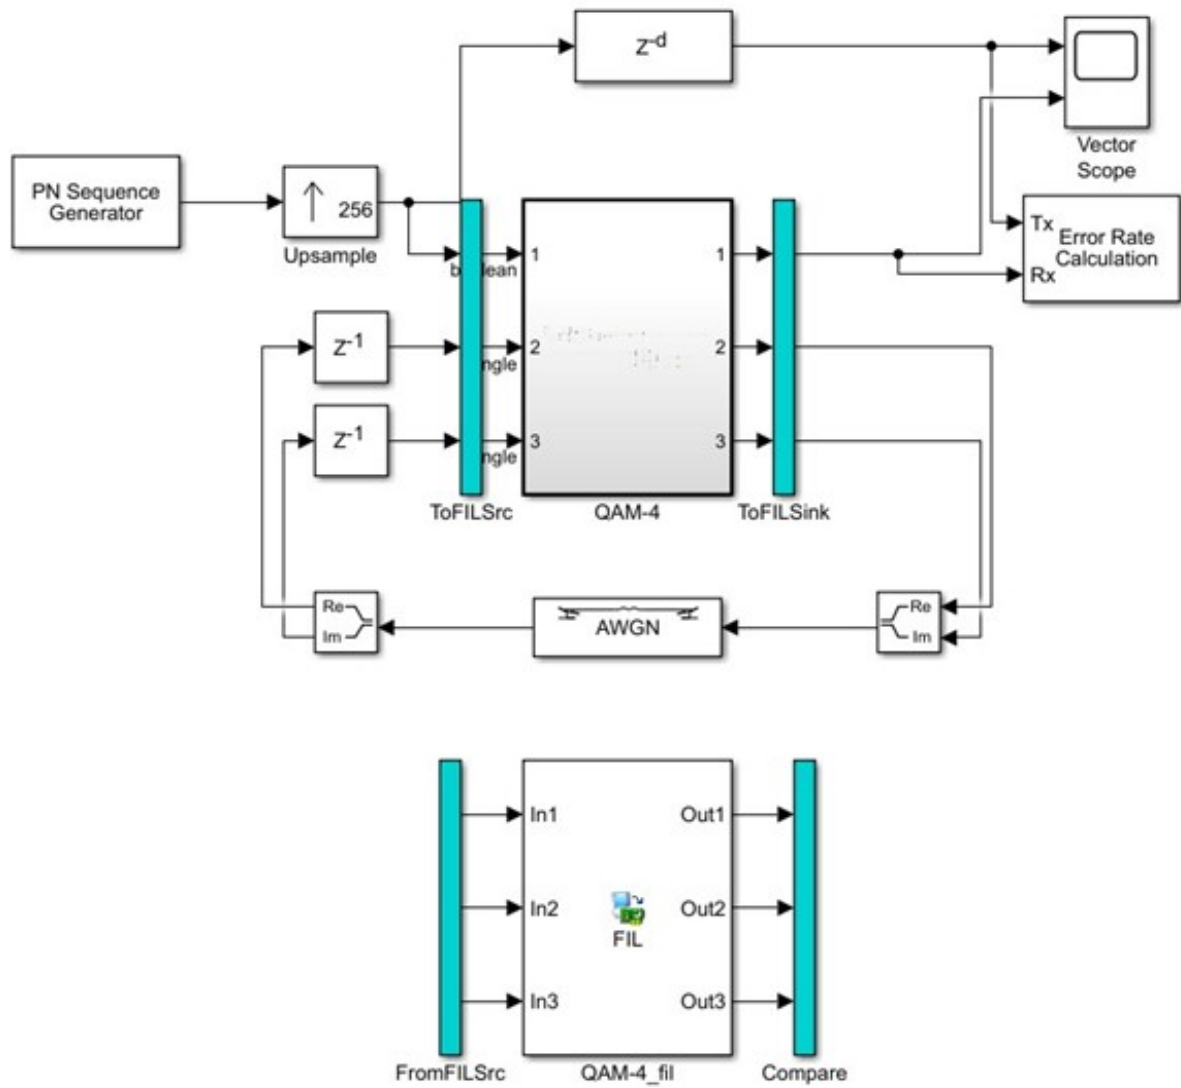 Z-d
Vector
Scope
PN Sequence
Generator
256
Upsample
Tx
Error Rate
Calculation
Rx
1
1
Z-1
2
2
ngle
Z-1
3
3
ngle
ToFILSrc
QAM-4
ToFILSink
Re
Im
AWGN
Re
Im
In1
Out1
In2
Out2
FIL
In3
Out3
FromFILSrc
QAM-4_fil
Compare